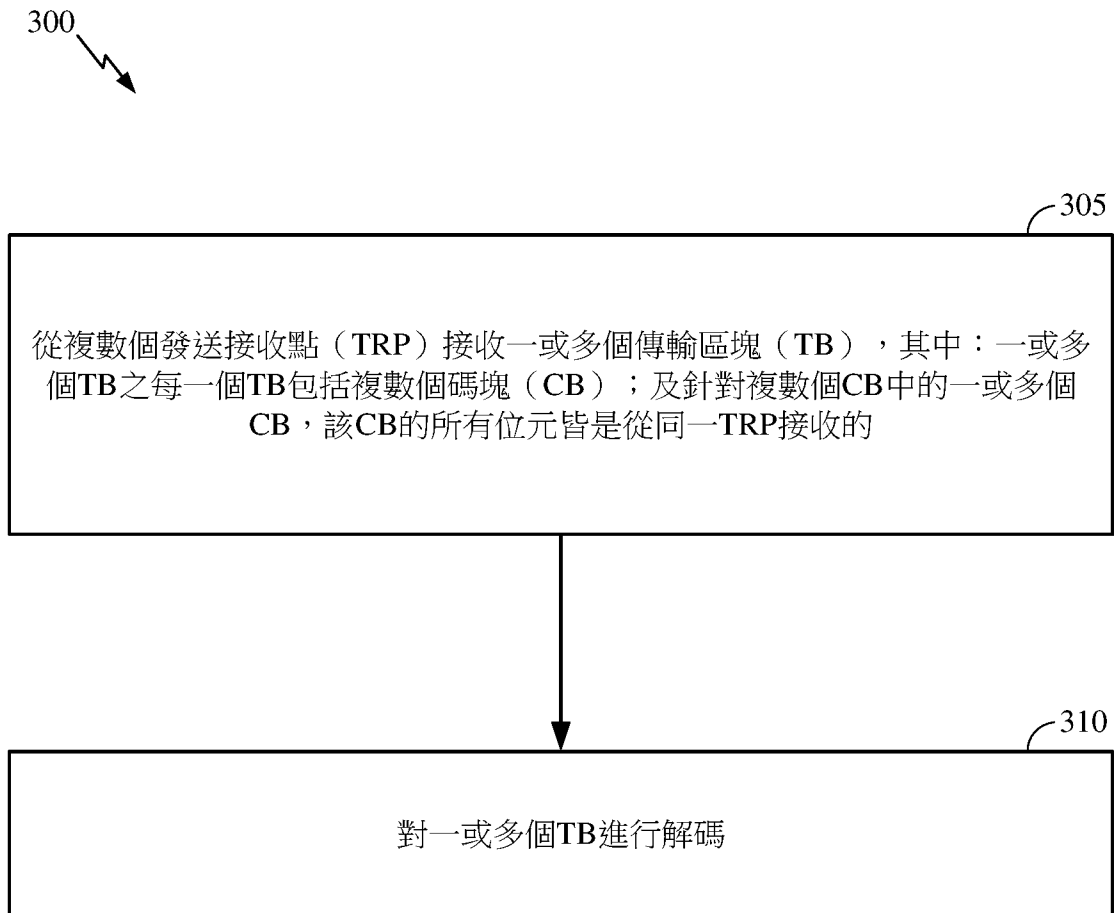 300
305
從複數個發送接收點（TRP）接收一或多個傳輸區塊（TB），其中：一或多
個TB之每一個TB包括複數個碼塊（CB）；及針對複數個CB中的一或多個
CB，該CB的所有位元皆是從同一TRP接收的
310
對一或多個TB進行解碼